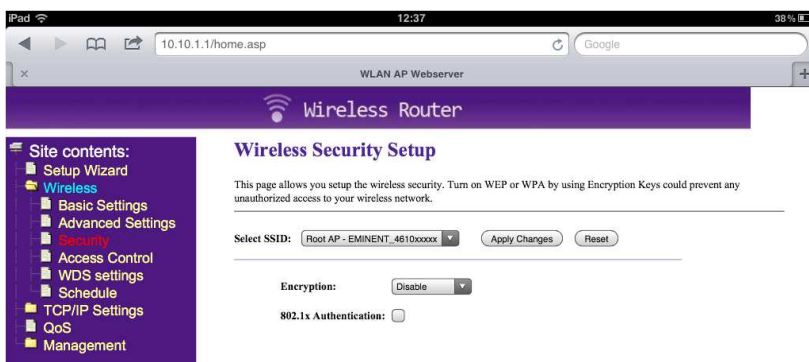 iPad 12:37 38%
10.10.1.1/home.asp Google
WLAN AP Webserver
Wireless Router
Site contents:
Setup Wizard
Wireless
Basic Settings
Advanced Settings
Security
Access Control
WDS settings
Schedule
TCP/IP Settings
QoS
Management
Wireless Security Setup
This page allows you setup the wireless security. Turn on WEP or WPA by using Encryption Keys could prevent any
unauthorized access to your wireless network.
Select SSID: Root AP - EMINENT_4610xxxxx Apply Changes Reset
Encryption: Disable
802.1x Authentication: